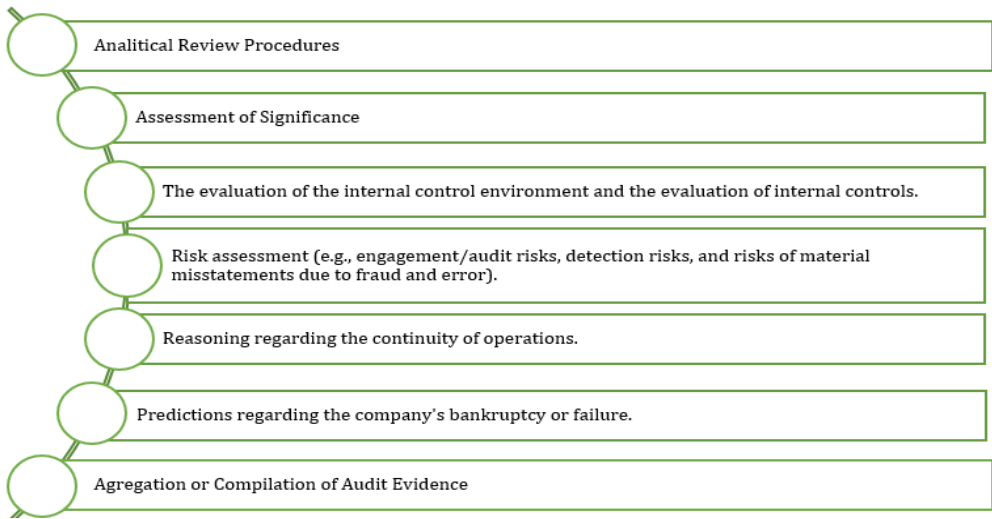 Analitical Review Procedures
Assessment of Significance
The evaluation of the internal control environment and the evaluation of internal controls.
Risk assessment (e.g., engagement/audit risks, detection risks, and risks of material
misstatements due to fraud and error).
Reasoning regarding the continuity of operations.
Predictions regarding the company's bankruptcy or failure.
Agregation or Compilation of Audit Evidence